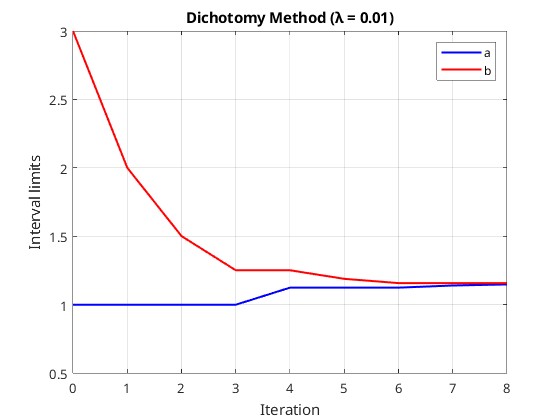 Dichotomy Method (λ = 0.01)
3
2.5
2
1.5
1
0.5
Interval limits
a
b
0 1 2 3 4 5 6 7 8
Iteration